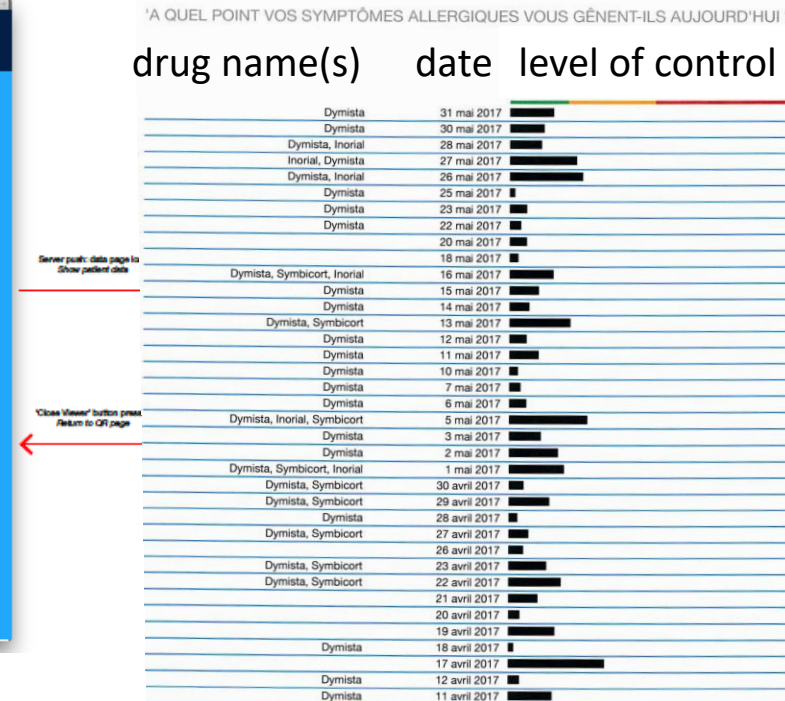 'A QUEL POINT VOS SYMPTÔMES ALLERGIQUES VOUS GÊNENT-ILS AUJOURD'HUI
drug name(s) date level of control
Dymista 31 mai 2017
Dymista 30 mai 2017
Dymista, Inorial 28 mai 2017
Inorial, Dymista 27 mai 2017
Dymista, Inorial 26 mai 2017
Dymista 25 mai 2017
Dymista 23 mai 2017
Dymista 22 mai 2017
20 mai 2017
Server push: data page lo
18 mai 2017
Show patient data
Dymista, Symbicort, Inorial 16 mai 2017
Dymista 15 mai 2017
Dymista 14 mai 2017
Dymista, Symbicort 13 mai 2017
Dymista 12 mai 2017
Dymista 11 mai 2017
Dymista 10 mai 2017
Dymista 7 mai 2017
Dymista 6 mai 2017
'Close Viewer' button press
Return to QR page
Dymista, Inorial, Symbicort 5 mai 2017
Dymista 3 mai 2017
Dymista 2 mai 2017
Dymista, Symbicort, Inorial 1 mai 2017
Dymista, Symbicort 30 avril 2017
Dymista, Symbicort 29 avril 2017
Dymista 28 avril 2017
Dymista, Symbicort 27 avril 2017
26 avril 2017
Dymista, Symbicort 23 avril 2017
Dymista, Symbicort 22 avril 2017
21 avril 2017
20 avril 2017
19 avril 2017
Dymista 18 avril 2017
17 avril 2017
Dymista 12 avril 2017
Dymista 11 avril 2017